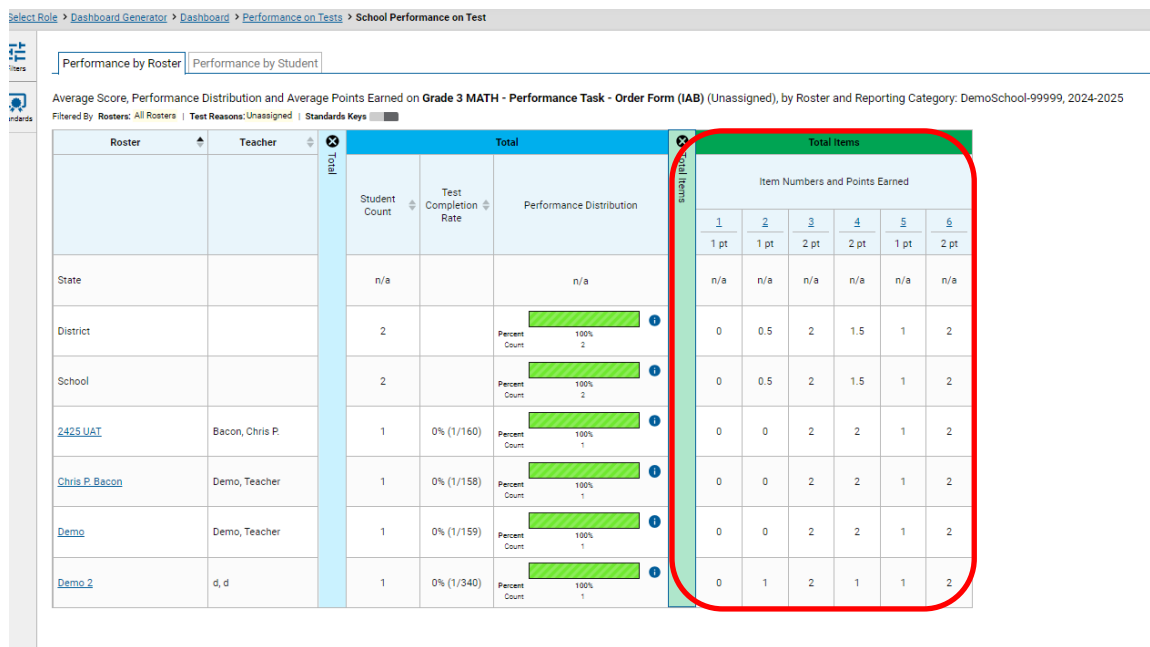 Select Role > Dashboard Generator > Dashboard > Performance on Tests > School Performance on Test
Filters
Performance by Roster Performance by Student
Average Score, Performance Distribution and Average Points Earned on Grade 3 MATH - Performance Task - Order Form (IAB) (Unassigned), by Roster and Reporting Category: DemoSchool-99999, 2024-2025
Standards
Filtered By Rosters: All Rosters | Test Reasons: Unassigned | Standards Keys
Roster Teacher Total Total Total Items Total Items
Student Count Test Completion Rate Performance Distribution Item Numbers and Points Earned
1 2 3 4 5 6
1 pt 1 pt 2 pt 2 pt 1 pt 2 pt
State n/a n/a n/a n/a n/a n/a n/a n/a
District 2 Percent 100% Count 2 0 0.5 2 1.5 1 2
School 2 Percent 100% Count 2 0 0.5 2 1.5 1 2
2425 UAT Bacon, Chris P. 1 0% (1/160) Percent 100% Count 1 0 0 2 2 1 2
Chris P. Bacon Demo, Teacher 1 0% (1/158) Percent 100% Count 1 0 0 2 2 1 2
Demo Demo, Teacher 1 0% (1/159) Percent 100% Count 1 0 0 2 2 1 2
Demo 2 d, d 1 0% (1/340) Percent 100% Count 1 0 1 2 1 1 2